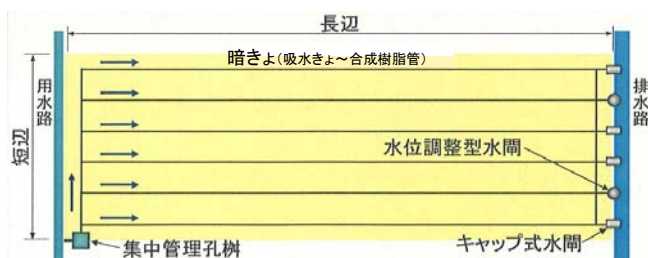 長辺
暗きよ(吸水きょ～合成樹脂管)
用水路
短辺
排水路
水位調整型水閘
集中管理孔桝
キャップ式水閘